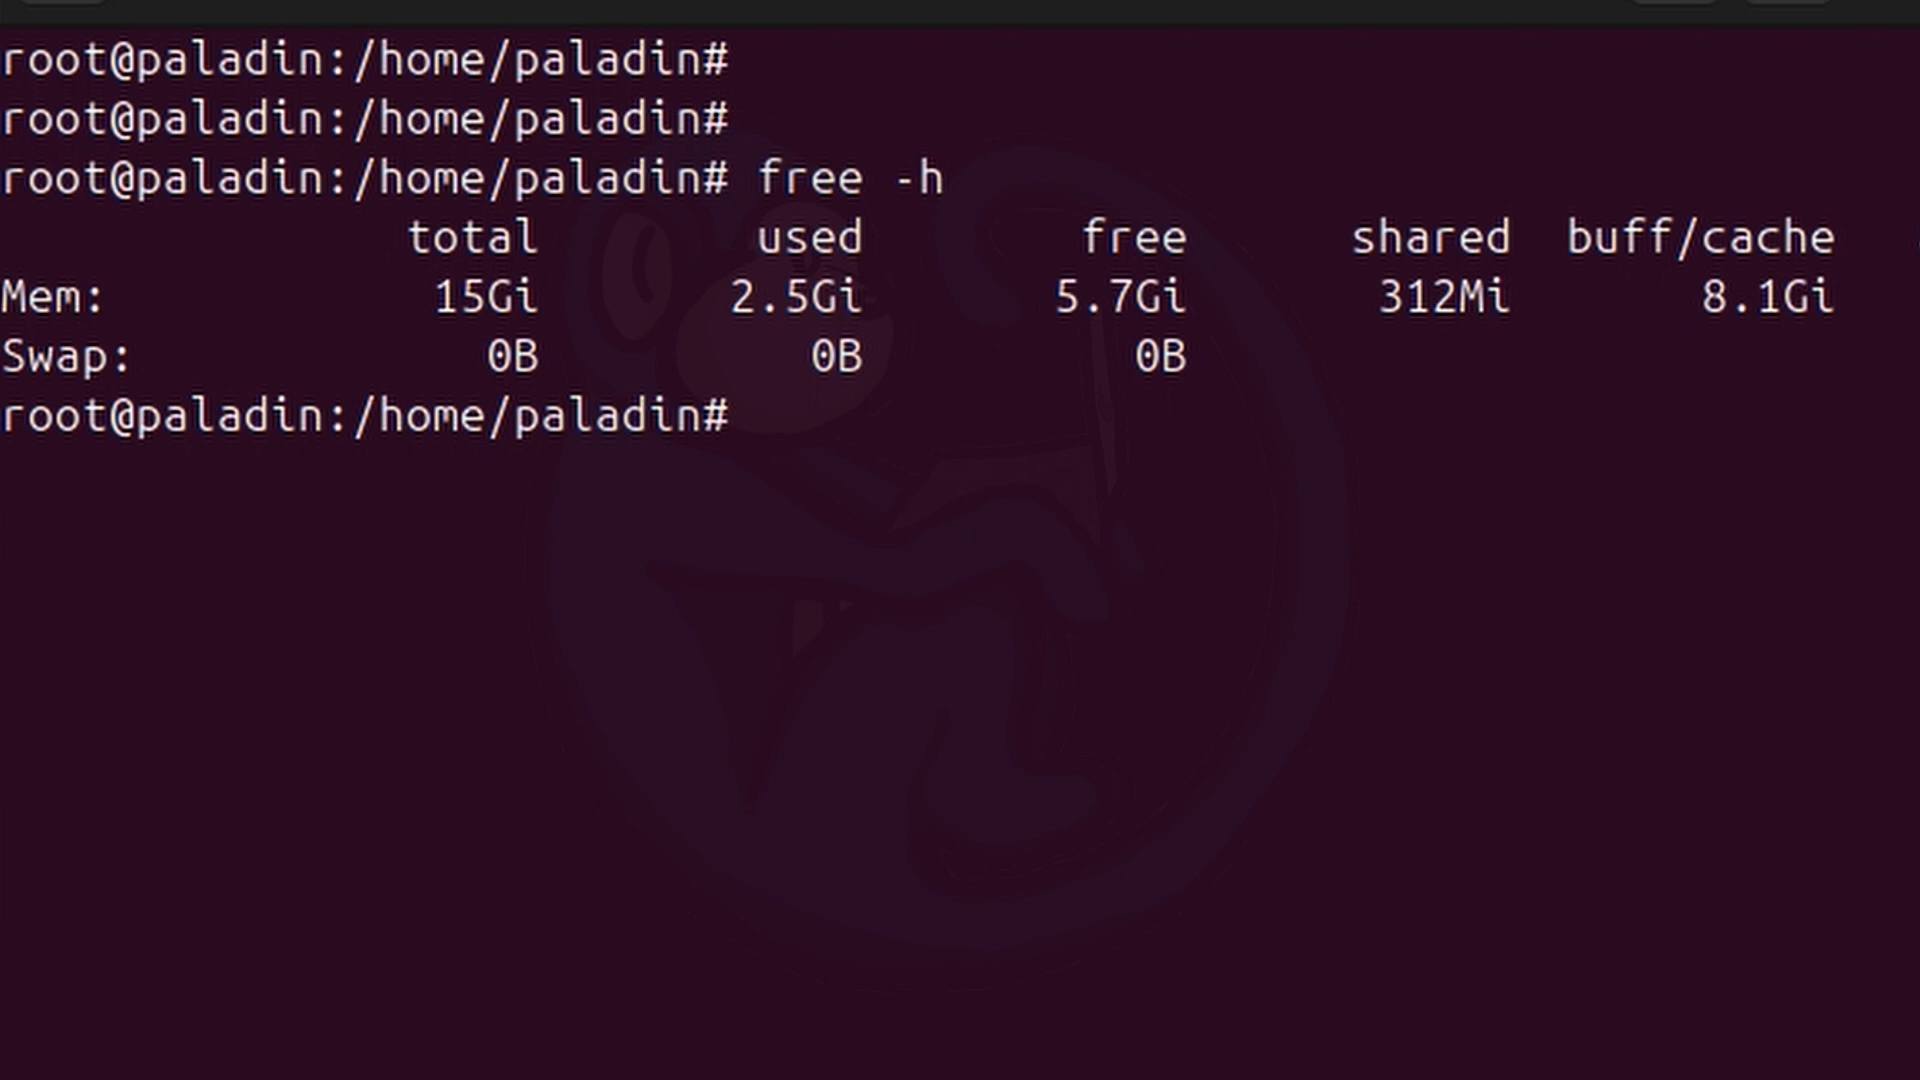 root@paladin:/home/paladin#
root@paladin:/home/paladin#
root@paladin:/home/paladin# free -h
total used free shared buff/cache
Mem: 15Gi 2.5Gi 5.7Gi 312Mi 8.1Gi
Swap: 0B 0B 0B
root@paladin:/home/paladin#